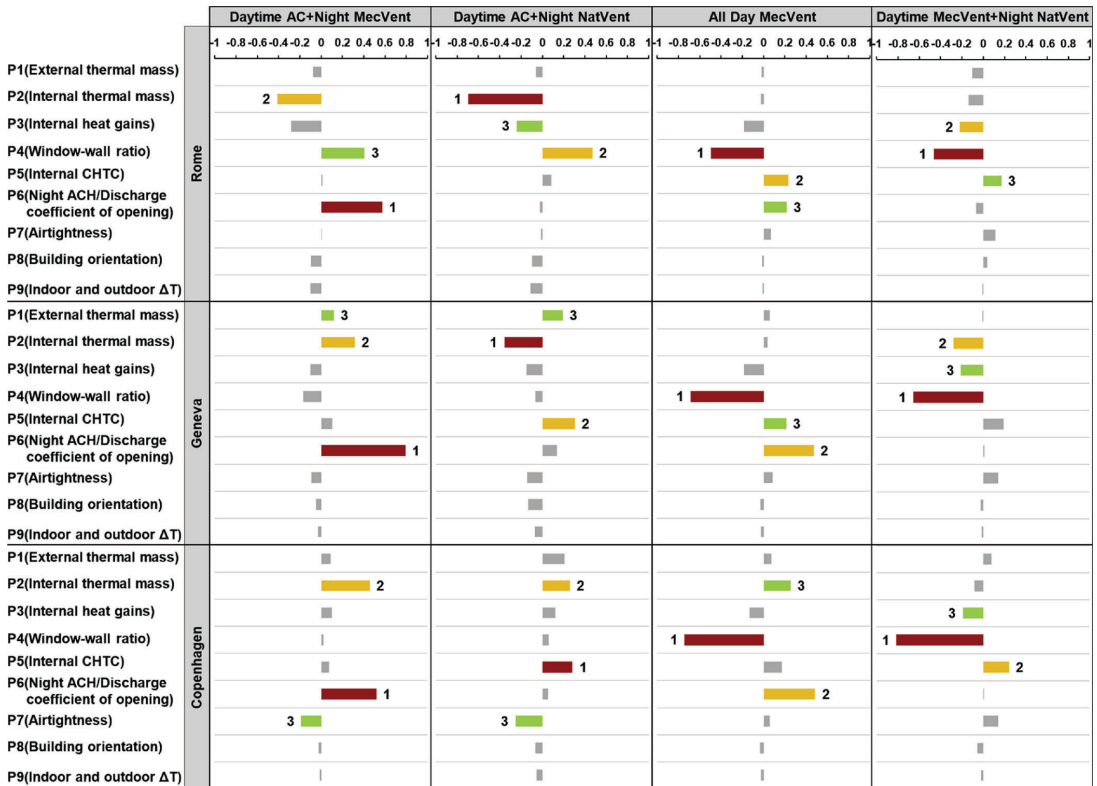 Daytime AC+Night MecVent Daytime AC+Night NatVent All Day MecVent Daytime MecVent+Night NatVent
-1 -0.8 -0.6 -0.4 -0.2 0 0.2 0.4 0.6 0.8 1 -1 -0.8 -0.6 -0.4 -0.2 0 0.2 0.4 0.6 0.8 1 -1 -0.8 -0.6 -0.4 -0.2 0 0.2 0.4 0.6 0.8 1 -1 -0.8 -0.6 -0.4 -0.2 0 0.2 0.4 0.6 0.8 1
Rome
P1(External thermal mass)
P2(Internal thermal mass) 2 1
P3(Internal heat gains) 3 2
P4(Window-wall ratio) 3 2 1 1
P5(Internal CHTC) 2 3
P6(Night ACH/Discharge
coefficient of opening) 1 3
P7(Airtightness)
P8(Building orientation)
P9(Indoor and outdoor ΔT)
Geneva
P1(External thermal mass) 3 3
P2(Internal thermal mass) 2 1 2
P3(Internal heat gains) 3
P4(Window-wall ratio) 1 1
P5(Internal CHTC) 2 3
P6(Night ACH/Discharge
coefficient of opening) 1 2
P7(Airtightness)
P8(Building orientation)
P9(Indoor and outdoor ΔT)
Copenhagen
P1(External thermal mass)
P2(Internal thermal mass) 2 2 3
P3(Internal heat gains) 3
P4(Window-wall ratio) 1 1
P5(Internal CHTC) 1 2
P6(Night ACH/Discharge
coefficient of opening) 1 2
P7(Airtightness) 3 3
P8(Building orientation)
P9(Indoor and outdoor ΔT)